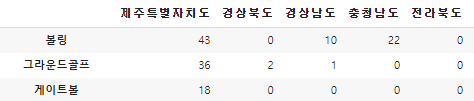 제주특별자치도 경상북도 경상남도 충청남도 전라북도
볼링 43 0 10 22 0
그라운드골프 36 2 1 0 0
게이트볼 18 0 0 0 0